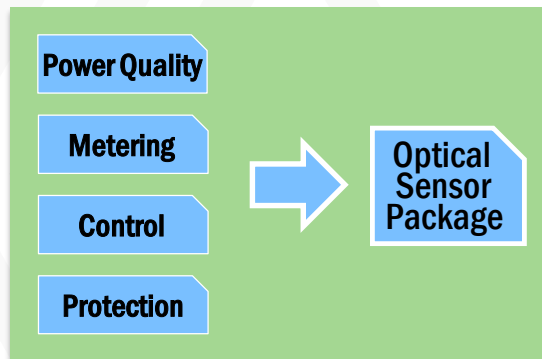 Power Quality
Metering
Control
Protection
Optical
Sensor
Package